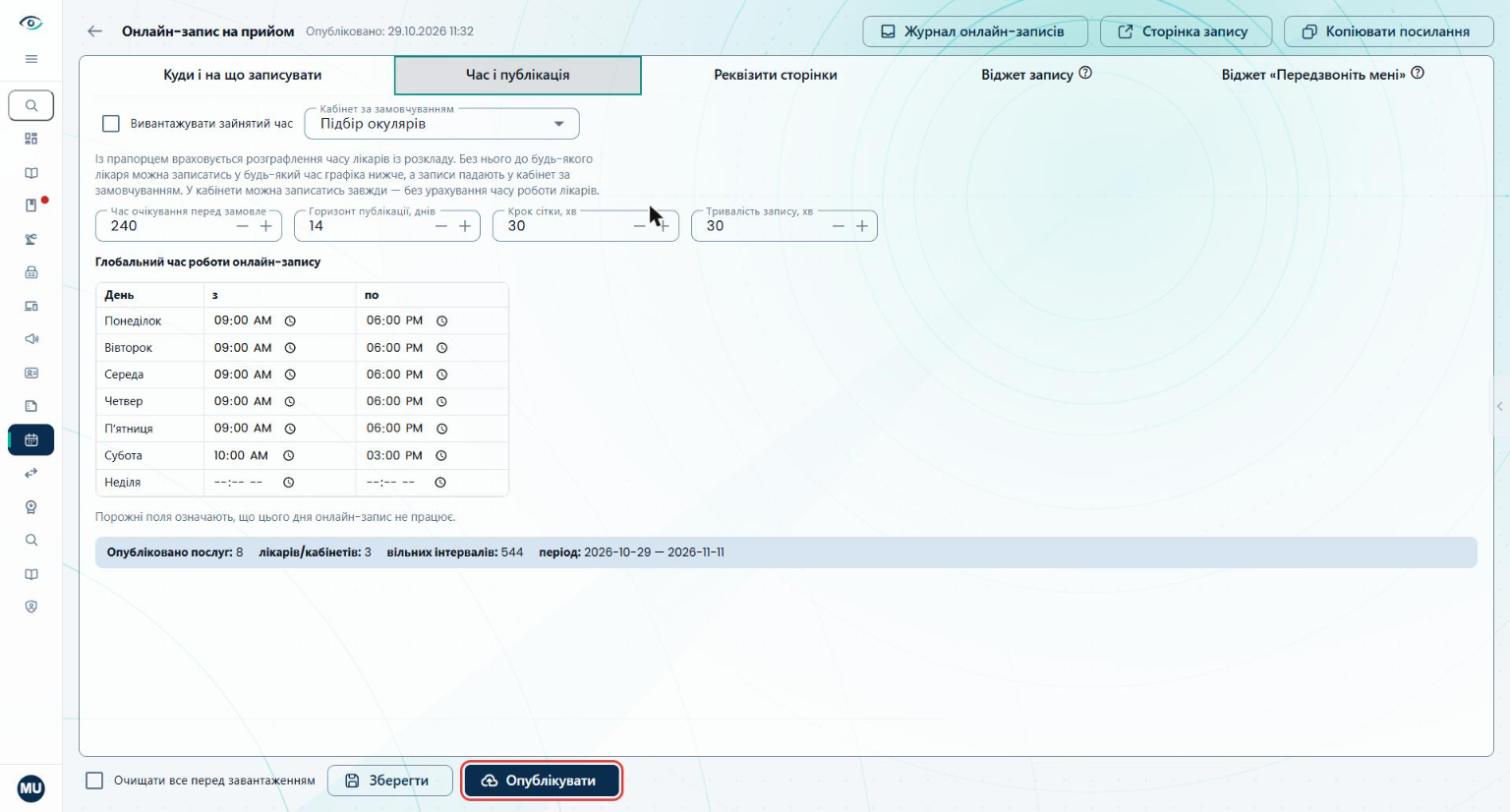 Онлайн-запис на прийом Опубліковано: 29.10.2026 11:32 Журнал онлайн-записів Сторінка запису Копіювати посилання
Куди і на що записувати Час і публікація Реквізити сторінки Віджет запису Віджет «Передзвоніть мені»
Кабінет за замовчуванням
Вивантажувати зайнятий час Підбір окулярів
Із прапорцем враховується розграфлення часу лікарів із розкладу. Без нього до будь-якого
лікаря можна записатись у будь-який час графіка нижче, а записи падають у кабінет за
замовчуванням. У кабінети можна записатись завжди — без урахування часу роботи лікарів.
Час очікування перед замовле Горизонт публікації, днів Крок сітки, хв Тривалість запису, хв
240 14 30 30
Глобальний час роботи онлайн-запису
День з по
Понеділок 09:00 AM 06:00 PM
Вівторок 09:00 AM 06:00 PM
Середа 09:00 AM 06:00 PM
Четвер 09:00 AM 06:00 PM
П'ятниця 09:00 AM 06:00 PM
Субота 10:00 AM 03:00 PM
Неділя --:-- -- --:-- --
Порожні поля означають, що цього дня онлайн-запис не працює.
Опубліковано послуг: 8 лікарів/кабінетів: 3 вільних інтервалів: 544 період: 2026-10-29 — 2026-11-11
MU Очищати все перед завантаженням Зберегти Опублікувати